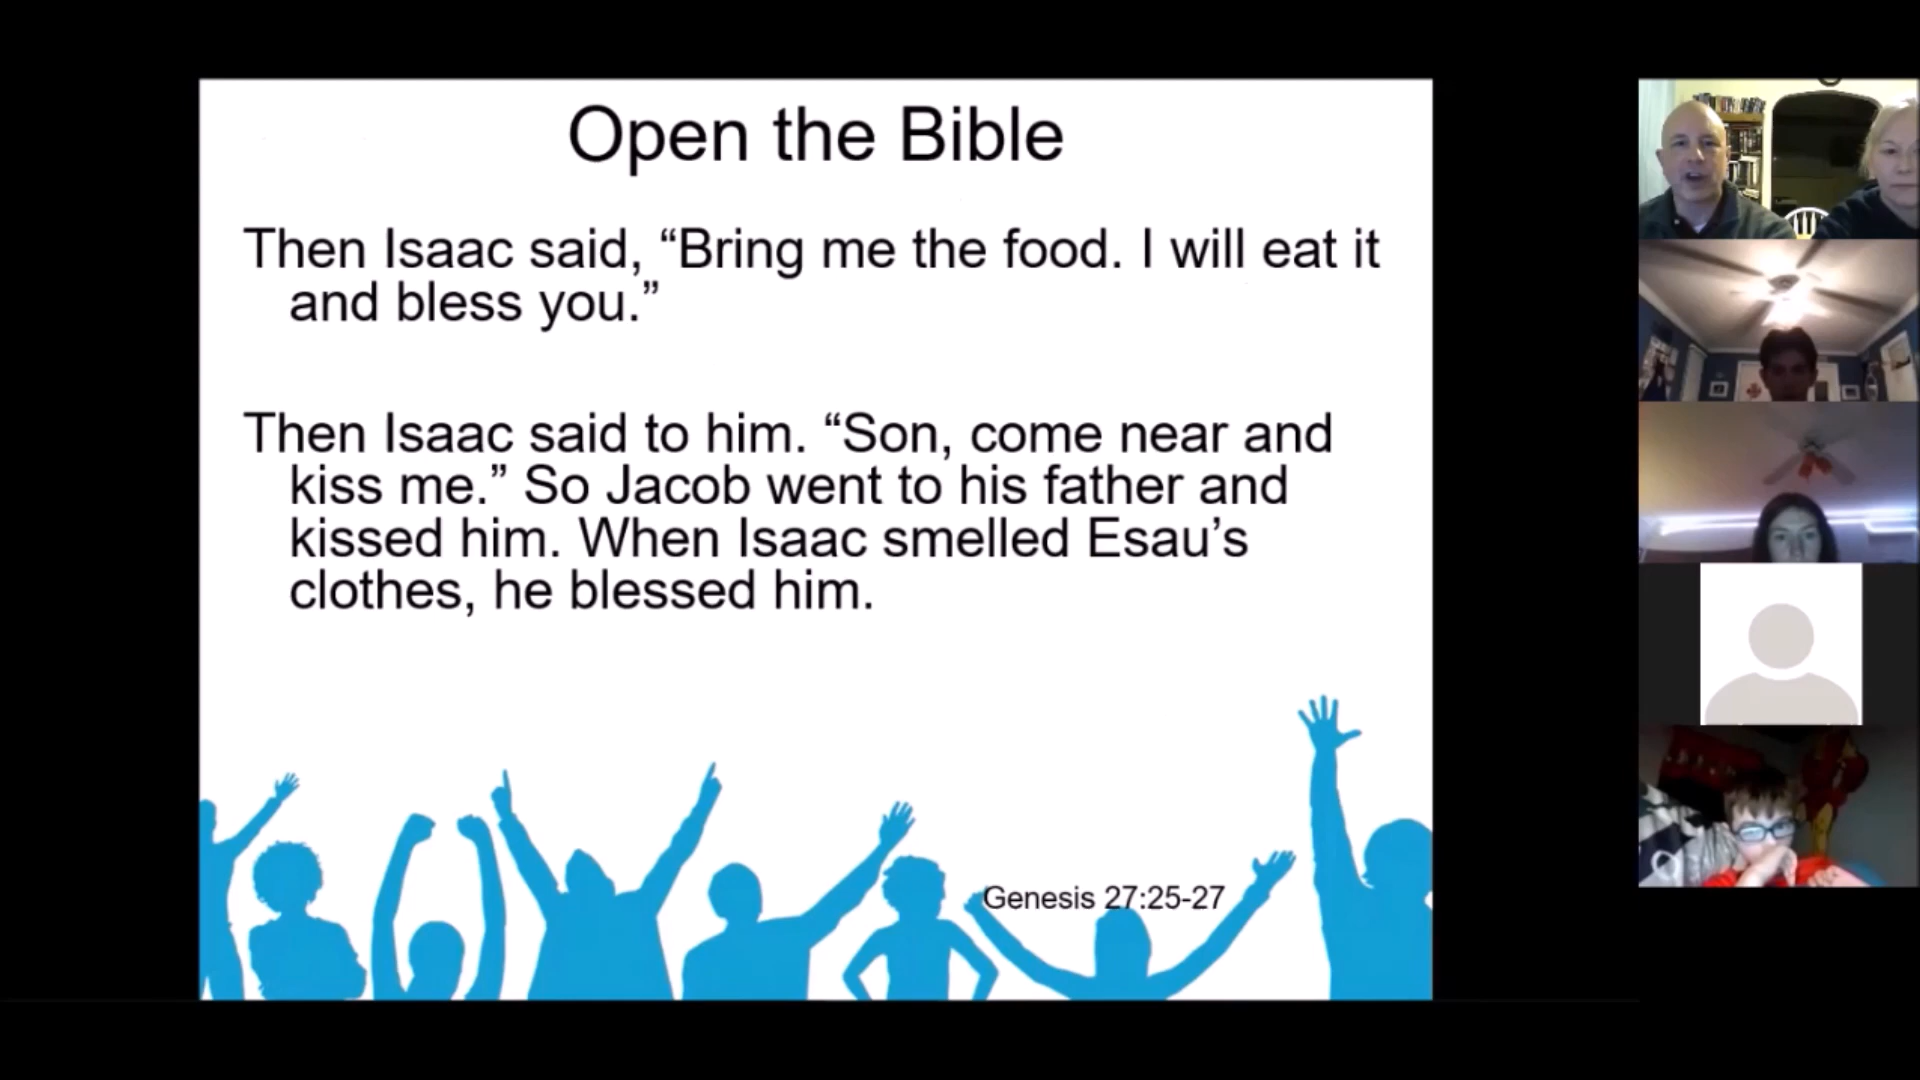 Open the Bible
Then Isaac said, “Bring me the food. I will eat it
and bless you.”
Then Isaac said to him. “Son, come near and
kiss me.” So Jacob went to his father and
kissed him. When Isaac smelled Esau’s
clothes, he blessed him.
Genesis 27:25-27